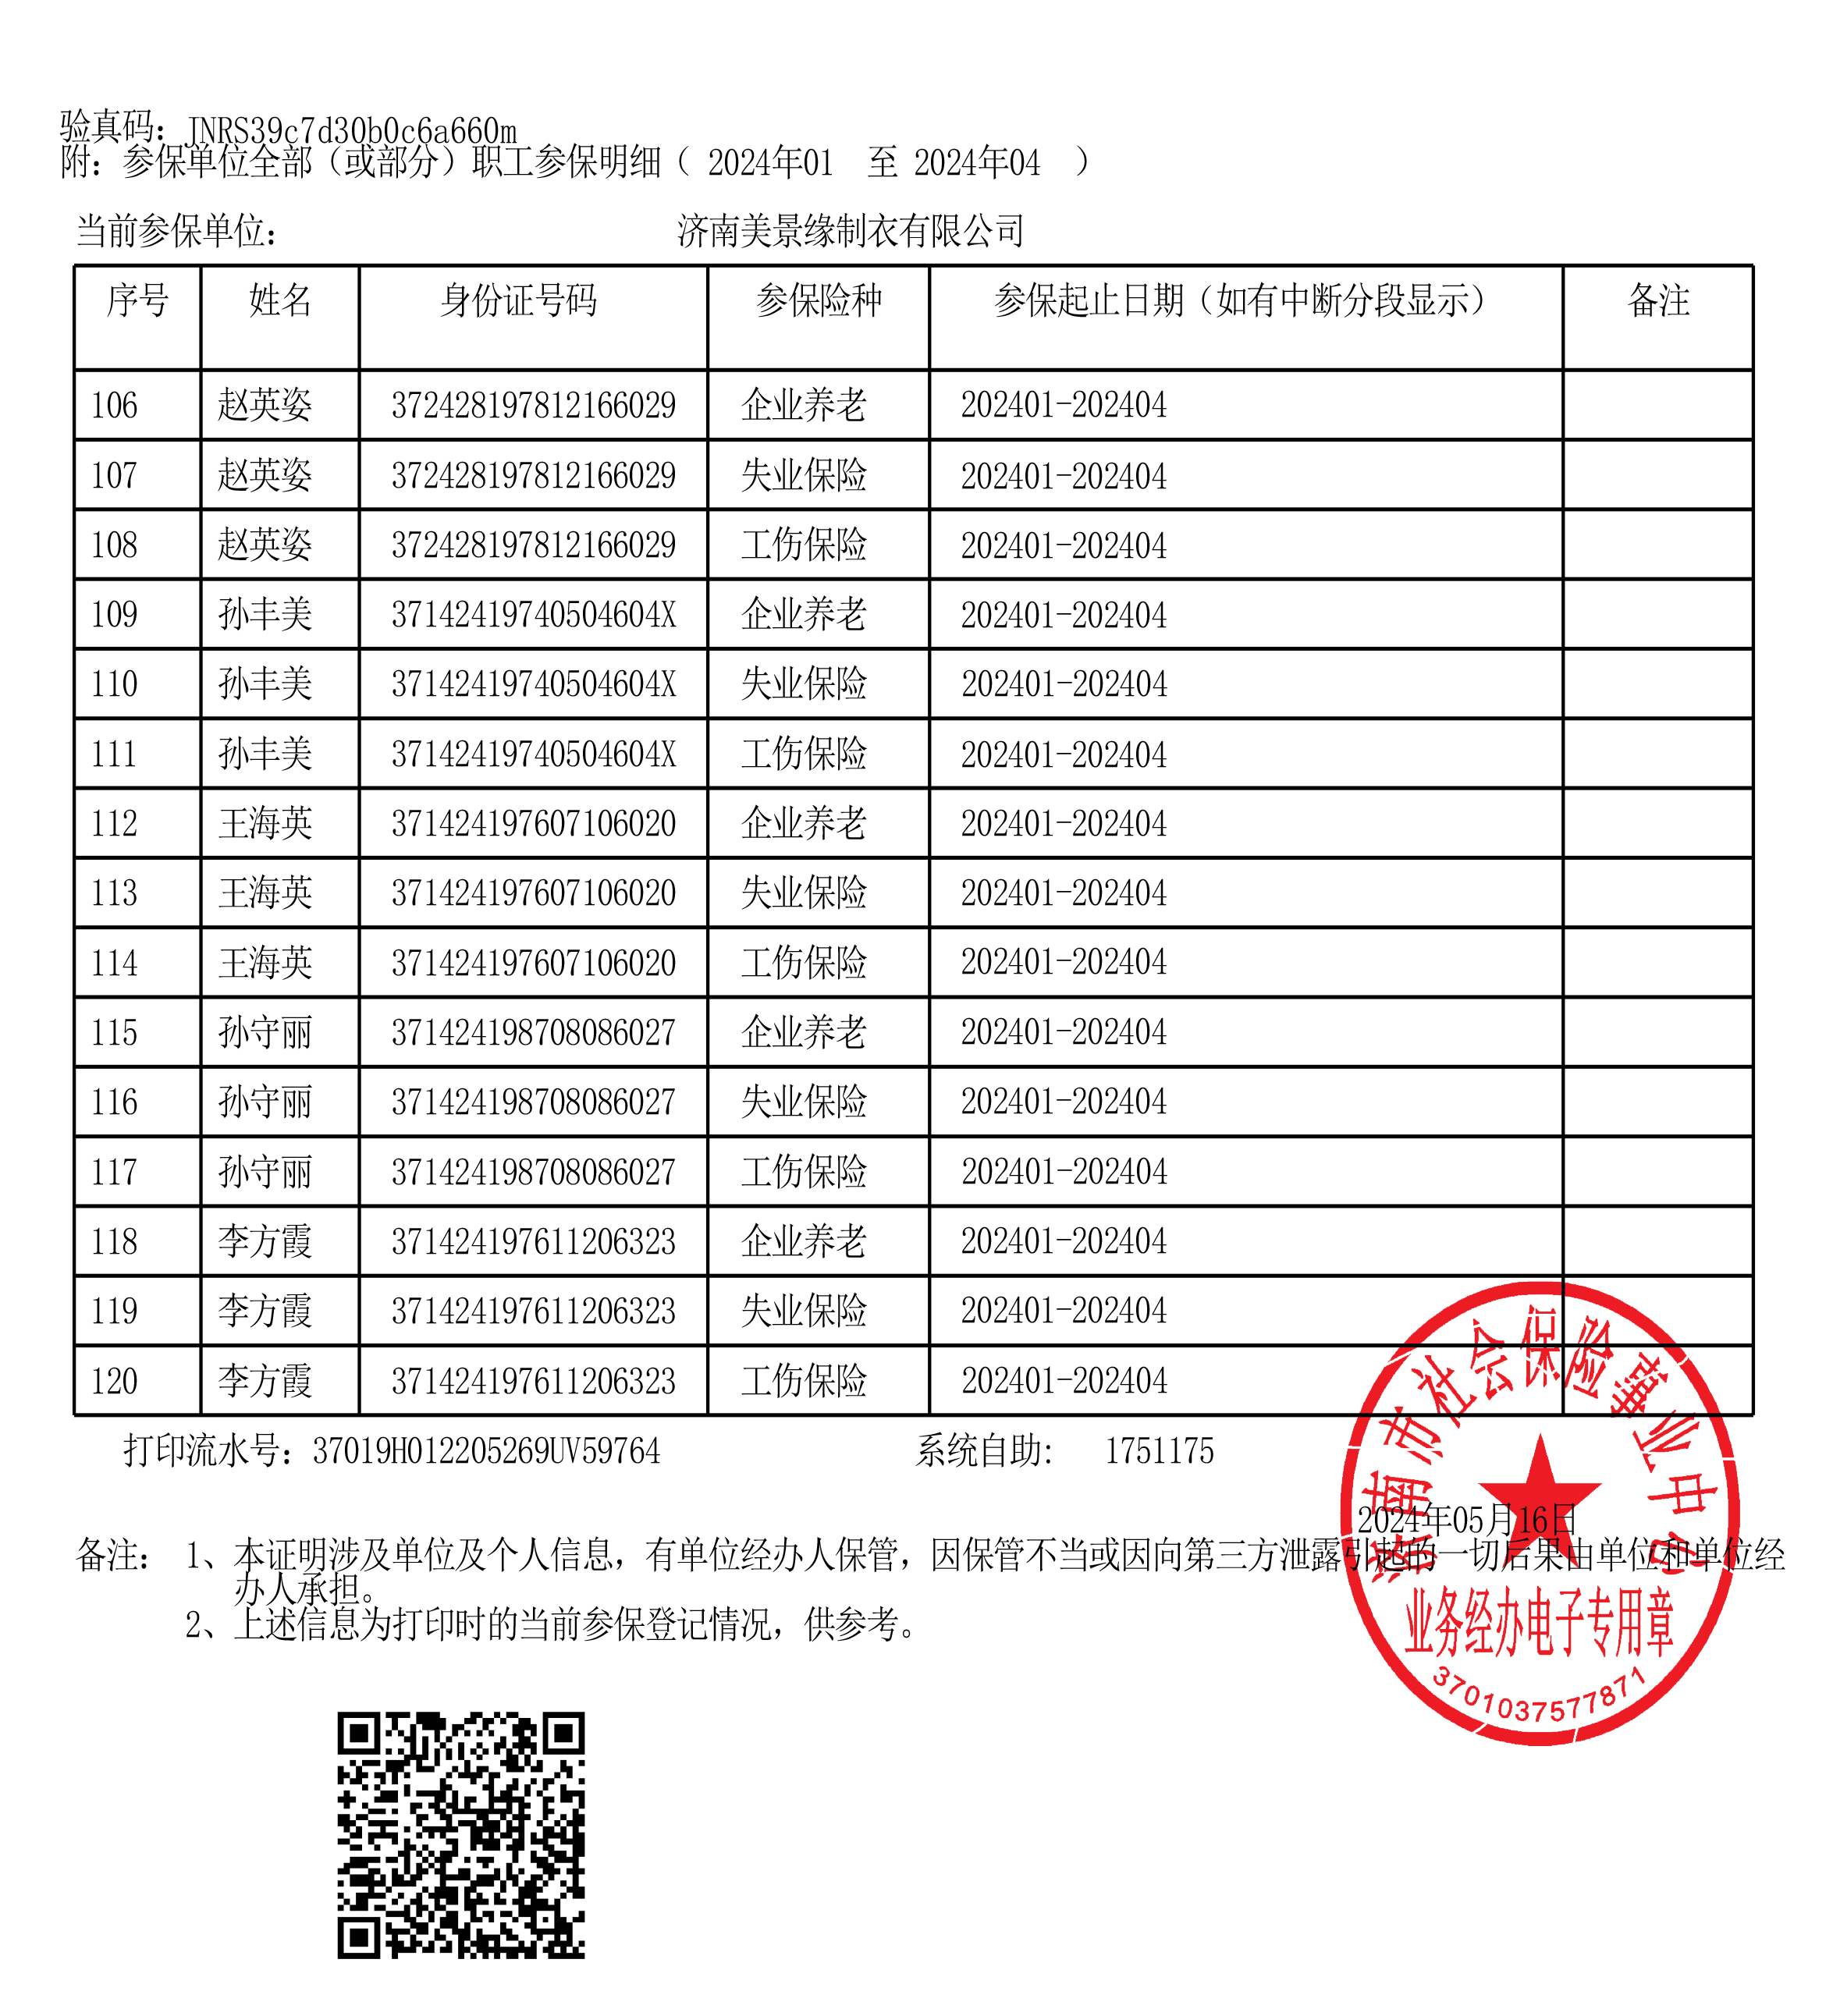 验真码：JNRS39c7d30b0c6a660m
附：参保单位全部（或部分）职工参保明细（ 2024年01 至 2024年04 ）
当前参保单位： 济南美景缘制衣有限公司
序号 姓名 身份证号码 参保险种 参保起止日期（如有中断分段显示） 备注
106 赵英姿 372428197812166029 企业养老 202401-202404
107 赵英姿 372428197812166029 失业保险 202401-202404
108 赵英姿 372428197812166029 工伤保险 202401-202404
109 孙丰美 37142419740504604X 企业养老 202401-202404
110 孙丰美 37142419740504604X 失业保险 202401-202404
111 孙丰美 37142419740504604X 工伤保险 202401-202404
112 王海英 371424197607106020 企业养老 202401-202404
113 王海英 371424197607106020 失业保险 202401-202404
114 王海英 371424197607106020 工伤保险 202401-202404
115 孙守丽 371424198708086027 企业养老 202401-202404
116 孙守丽 371424198708086027 失业保险 202401-202404
117 孙守丽 371424198708086027 工伤保险 202401-202404
118 李方霞 371424197611206323 企业养老 202401-202404
119 李方霞 371424197611206323 失业保险 202401-202404
120 李方霞 371424197611206323 工伤保险 202401-202404
打印流水号：37019H012205269UV59764 系统自助: 1751175
2024年05月16日
备注： 1、本证明涉及单位及个人信息，有单位经办人保管，因保管不当或因向第三方泄露引起的一切后果由单位和单位经
办人承担。
2、上述信息为打印时的当前参保登记情况，供参考。
济南市社会保险事业中心
业务经办电子专用章
3701037577871